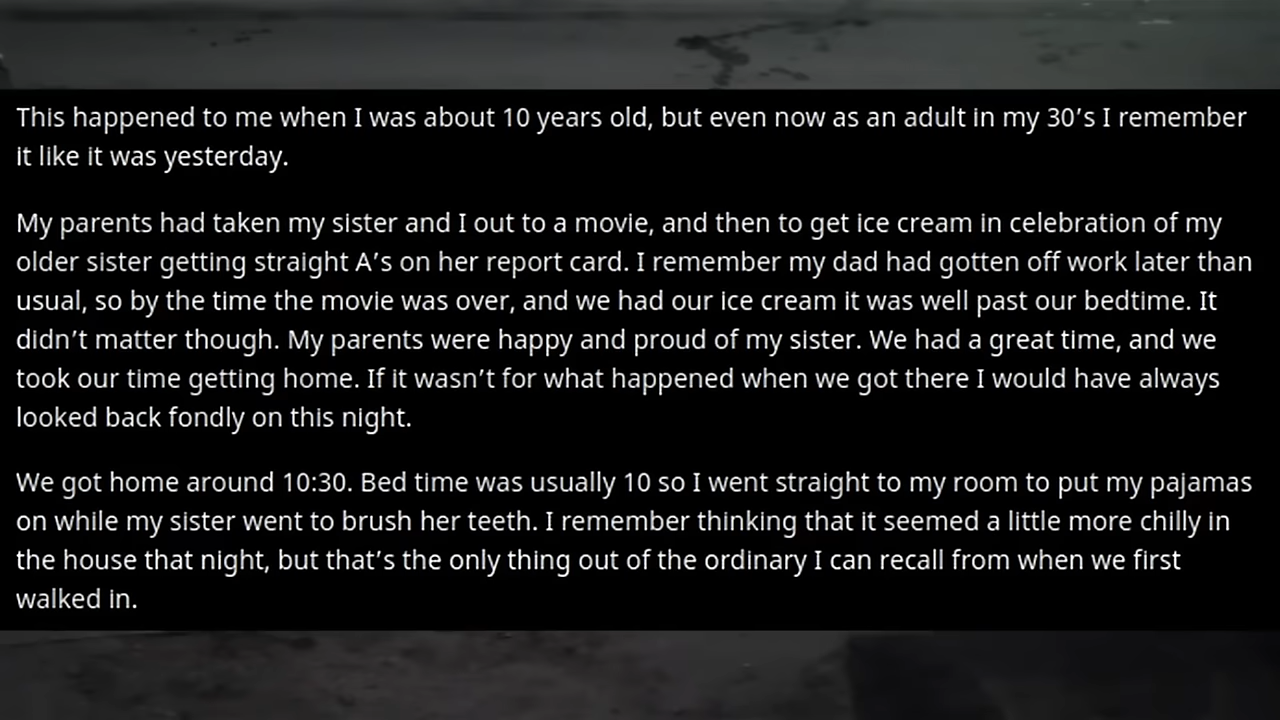 This happened to me when I was about 10 years old, but even now as an adult in my 30’s I remember
it like it was yesterday.
My parents had taken my sister and I out to a movie, and then to get ice cream in celebration of my
older sister getting straight A’s on her report card. I remember my dad had gotten off work later than
usual, so by the time the movie was over, and we had our ice cream it was well past our bedtime. It
didn’t matter though. My parents were happy and proud of my sister. We had a great time, and we
took our time getting home. If it wasn’t for what happened when we got there I would have always
looked back fondly on this night.
We got home around 10:30. Bed time was usually 10 so I went straight to my room to put my pajamas
on while my sister went to brush her teeth. I remember thinking that it seemed a little more chilly in
the house that night, but that’s the only thing out of the ordinary I can recall from when we first
walked in.